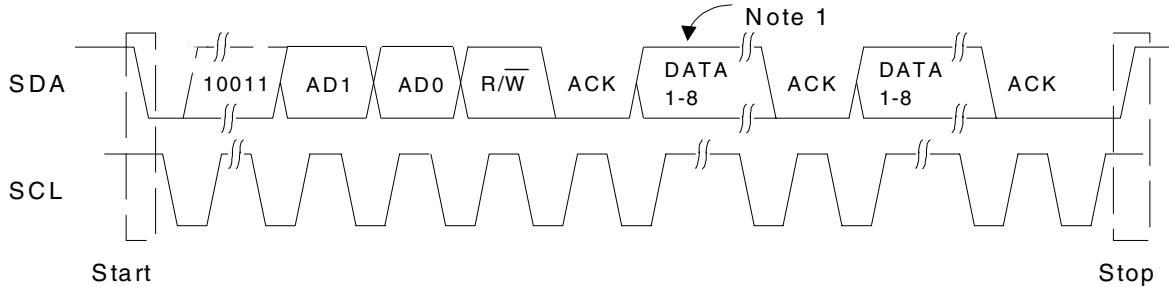 Note 1
SDA 10011 AD1 AD0 R/W̅ ACK DATA 1-8 ACK DATA 1-8 ACK
SCL
Start Stop